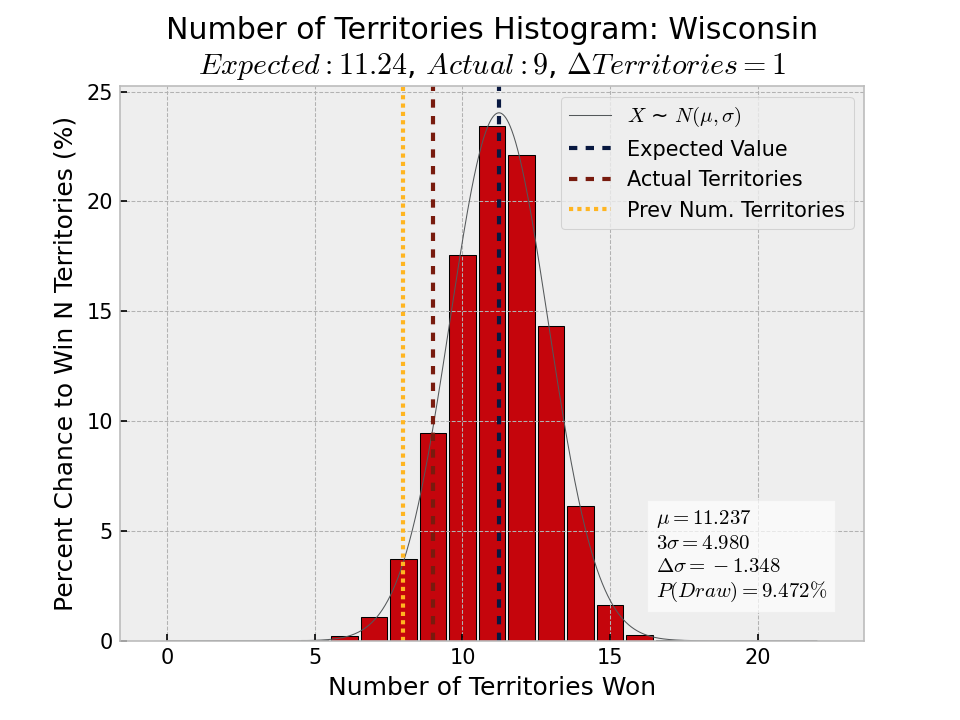 Number of Territories Histogram: Wisconsin
Expected : 11.24, Actual : 9, ΔTerritories = 1
Percent Chance to Win N Territories (%)
25
20
15
10
5
0
X ~ N(μ, σ)
Expected Value
Actual Territories
Prev Num. Territories
μ = 11.237
3σ = 4.980
Δσ = − 1.348
P(Draw) = 9.472%
0 5 10 15 20
Number of Territories Won